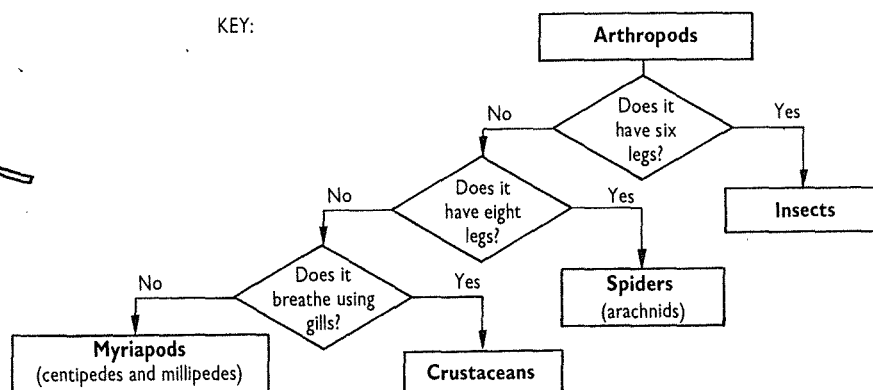 KEY:
Arthropods
Does it
have six
legs?
No
Yes
Insects
Does it
have eight
legs?
No
Yes
Spiders
(arachnids)
Does it
breathe using
gills?
No
Yes
Myriapods
(centipedes and millipedes)
Crustaceans